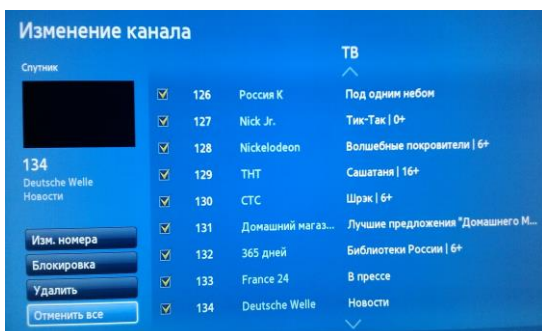 Изменение канала
ТВ
Спутник
126 Россия К Под одним небом
127 Nick Jr. Тик-Так | 0+
128 Nickelodeon Волшебные покровители | 6+
129 ТНТ Сашатаня | 16+
130 СТС Шрэк | 6+
131 Домашний магаз... Лучшие предложения "Домашнего М...
132 365 дней Библиотеки России | 6+
133 France 24 В прессе
134 Deutsche Welle Новости
134
Deutsche Welle
Новости
Изм. номера
Блокировка
Удалить
Отменить все